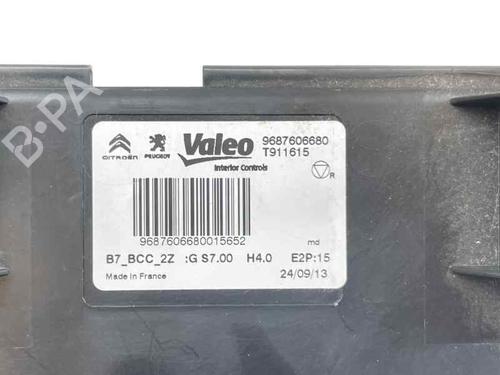 CITROËN PEUGEOT Valeo 9687606680
T911615
Interior Controls
R
9687606680015652
md
B7_BCC_2Z :G S7.00 H4.0 E2P:15
Made in France 24/09/13
B-PA
B-PA